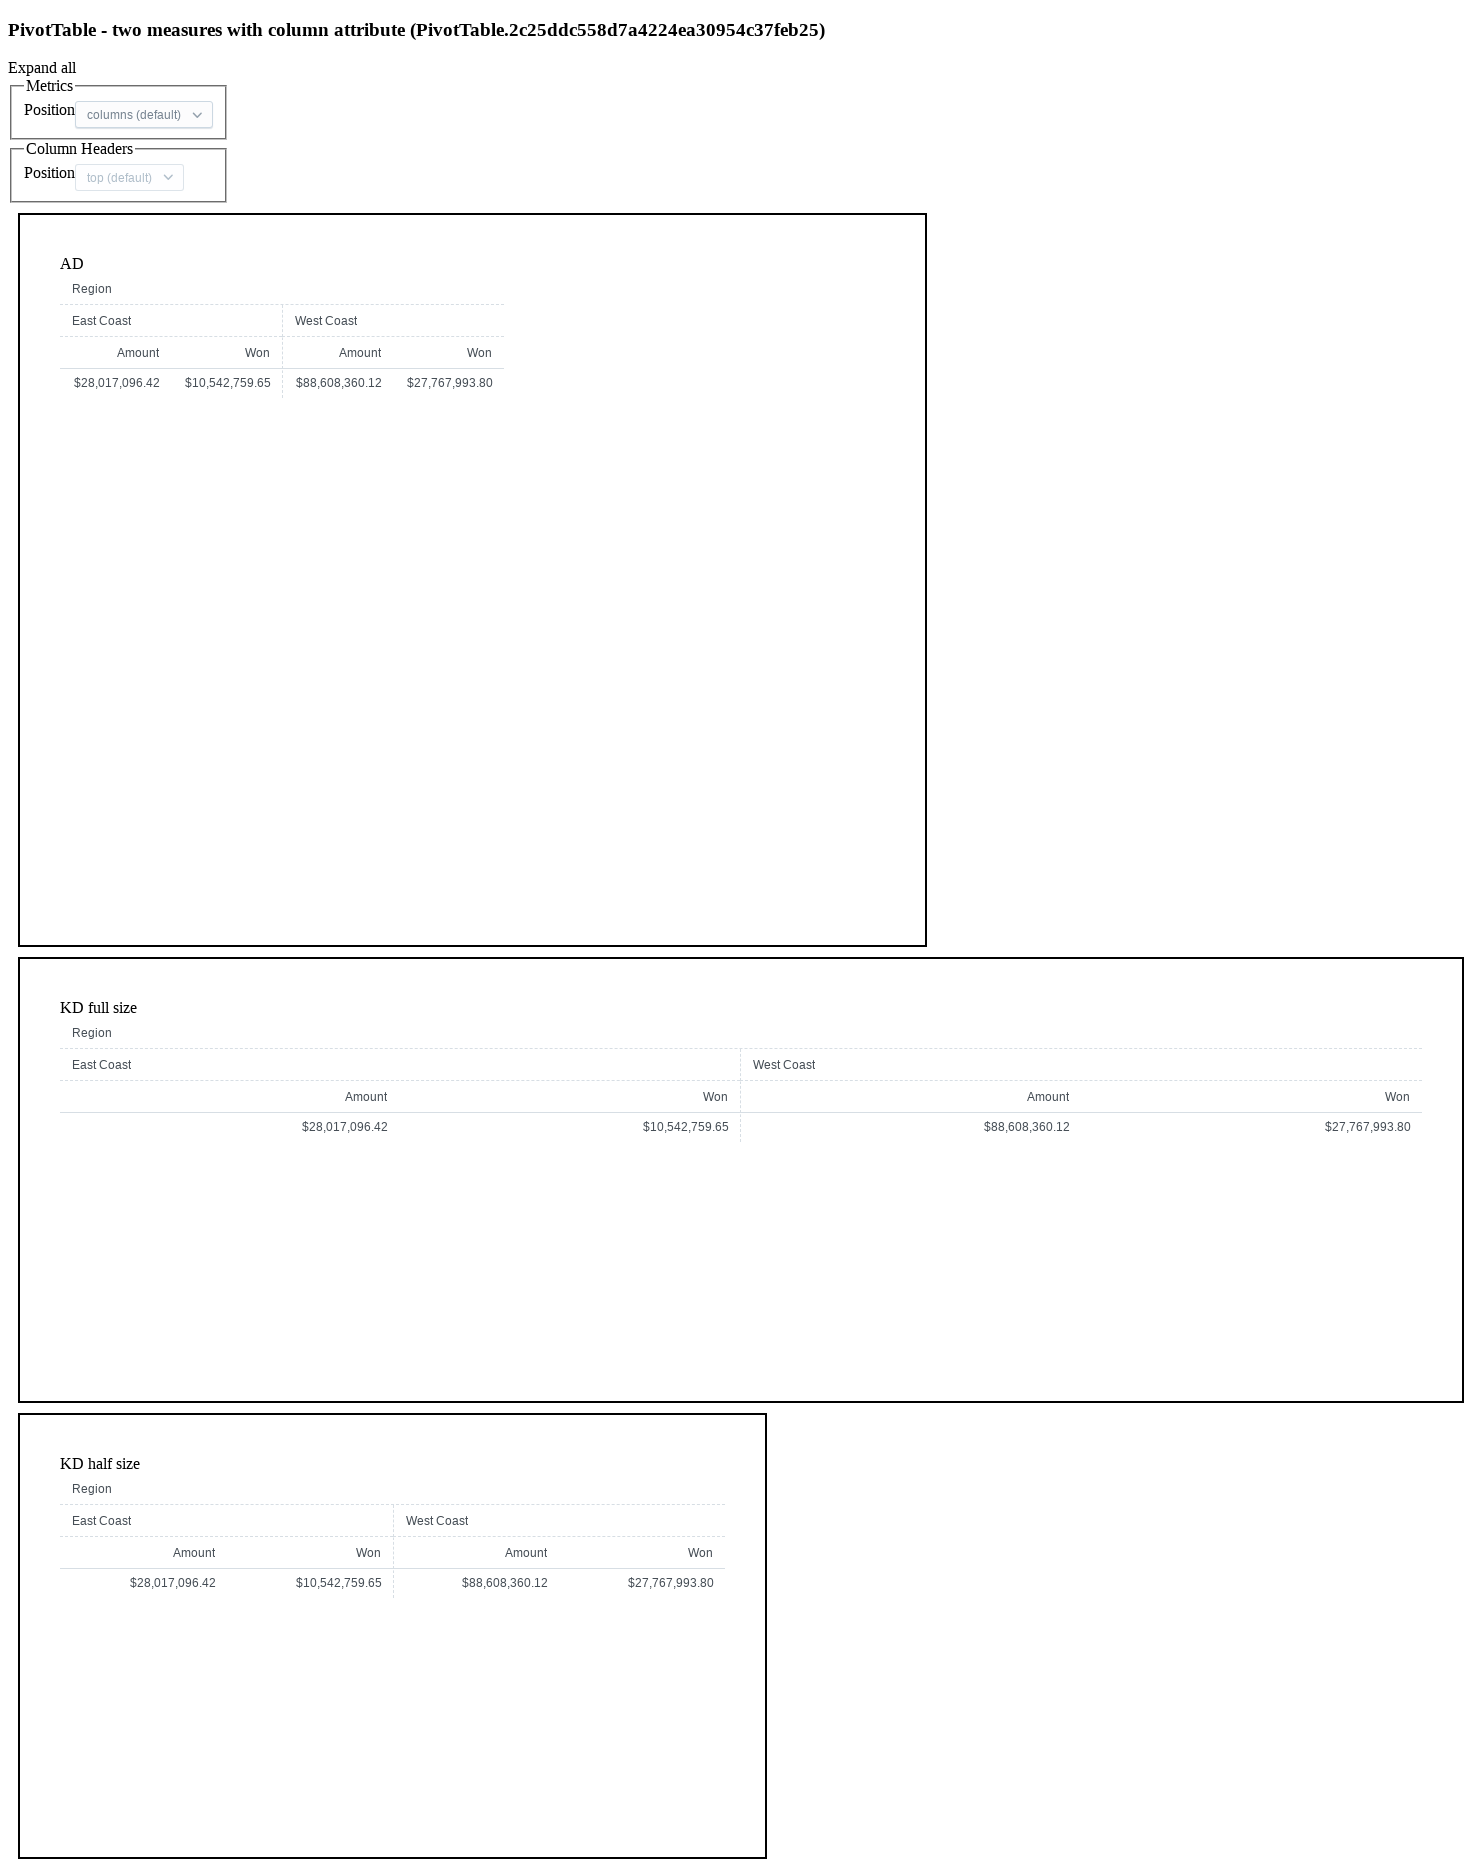 PivotTable - two measures with column attribute (PivotTable.2c25ddc558d7a4224ea30954c37feb25)
Expand all
Metrics
Position columns (default)
Column Headers
Position top (default)
AD
Region
East Coast West Coast
Amount Won Amount Won
$28,017,096.42 $10,542,759.65 $88,608,360.12 $27,767,993.80
KD full size
Region
East Coast West Coast
Amount Won Amount Won
$28,017,096.42 $10,542,759.65 $88,608,360.12 $27,767,993.80
KD half size
Region
East Coast West Coast
Amount Won Amount Won
$28,017,096.42 $10,542,759.65 $88,608,360.12 $27,767,993.80